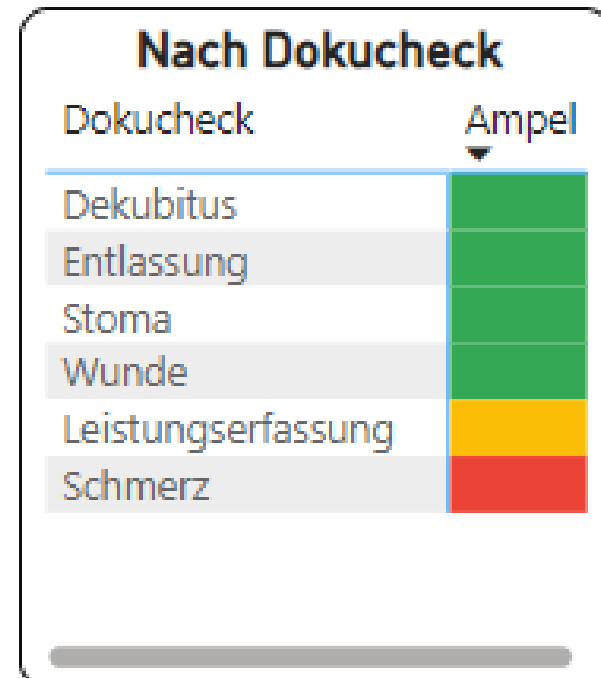 Nach Dokucheck
Dokucheck Ampel
Dekubitus
Entlassung
Stoma
Wunde
Leistungserfassung
Schmerz